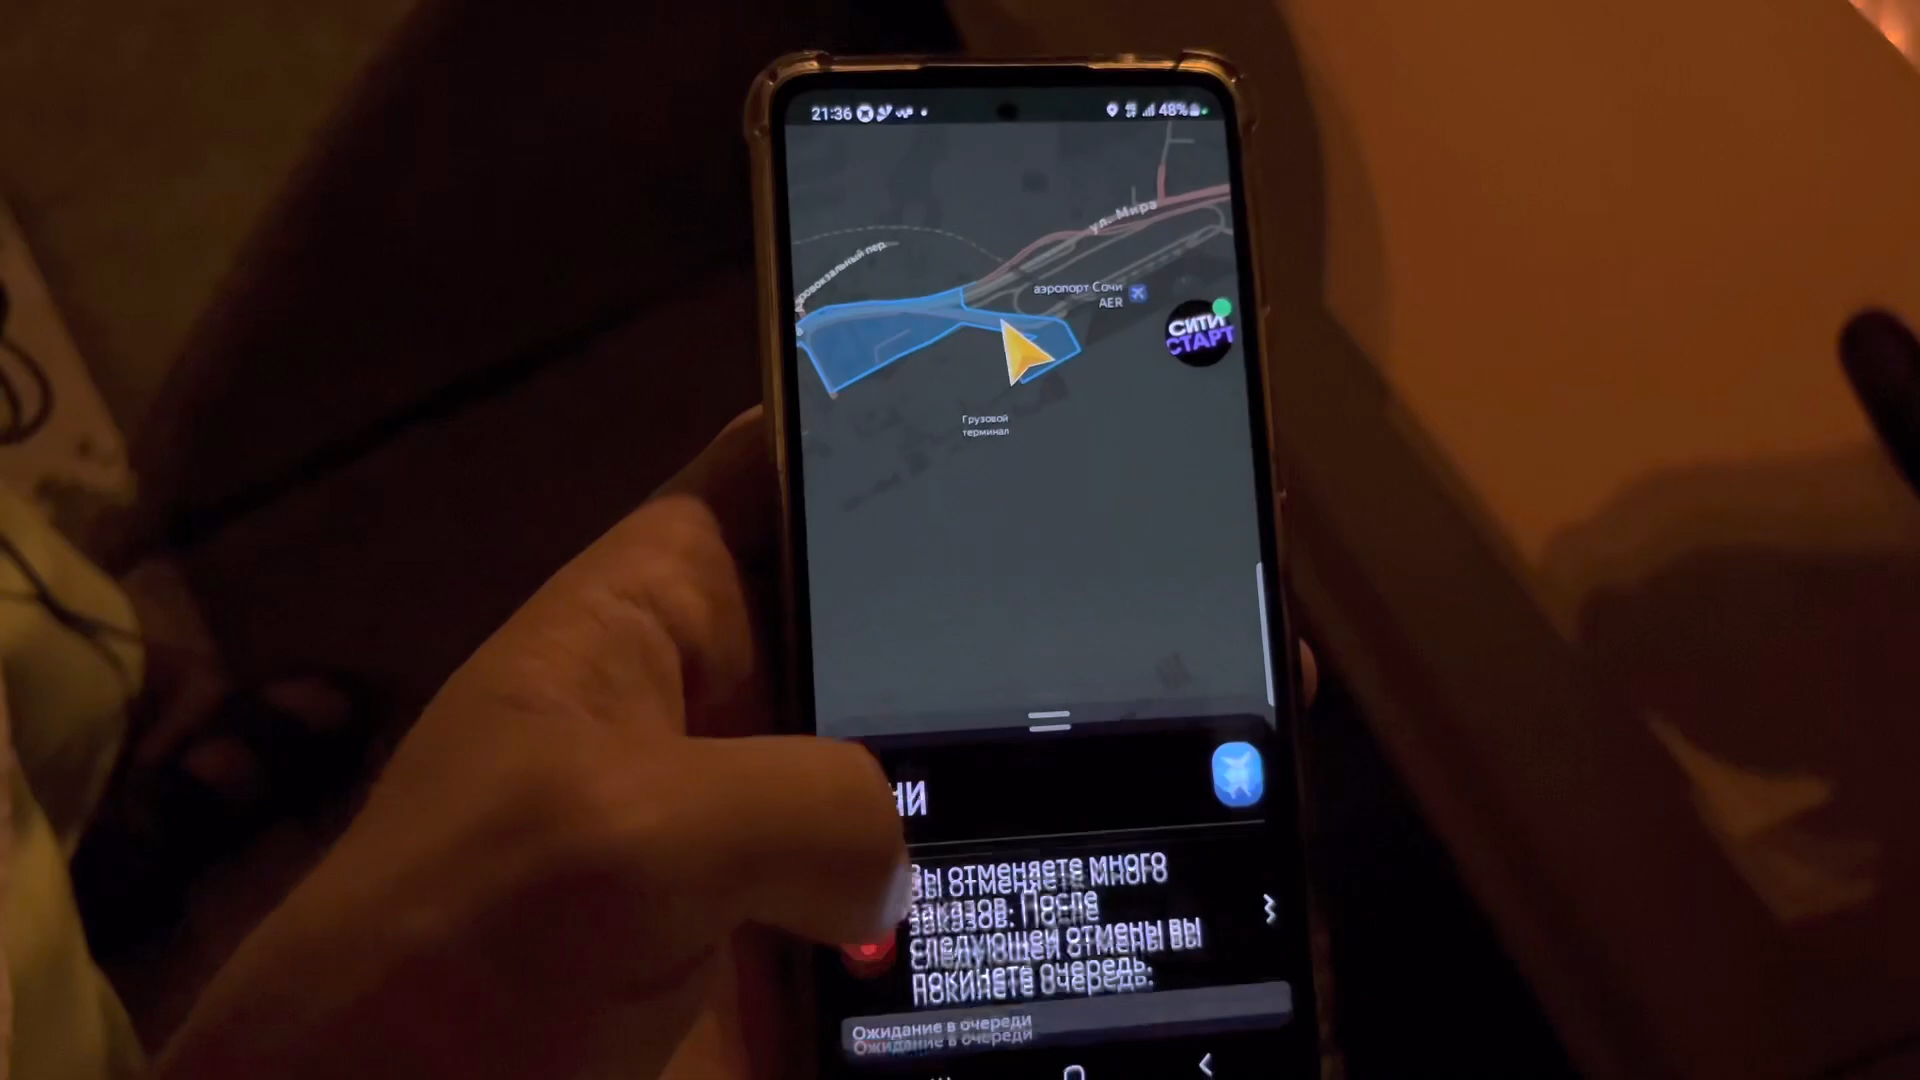 21:36
48%
ул. Мира
аэропорт Сочи
AER
СИТИ
СТАРТ
Грузовой
терминал
Вы отменяете много
заказов. После
следующей отмены вы
покинете очередь.
Ожидание в очереди